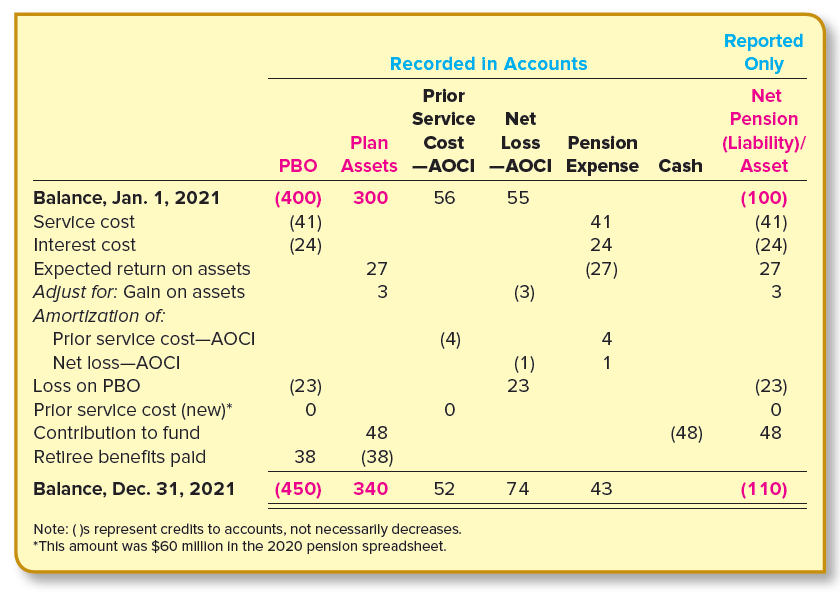 Reported
Recorded in Accounts Only
Prior Net
Service Net Pension
Plan Cost Loss Pension (Liability)/
PBO Assets —AOCI —AOCI Expense Cash Asset
Balance, Jan. 1, 2021 (400) 300 56 55 (100)
Service cost (41) 41 (41)
Interest cost (24) 24 (24)
Expected return on assets 27 (27) 27
Adjust for: Gain on assets 3 (3) 3
Amortization of:
Prior service cost—AOCI (4) 4
Net loss—AOCI (1) 1
Loss on PBO (23) 23 (23)
Prior service cost (new)* 0 0 0
Contribution to fund 48 (48) 48
Retiree benefits paid 38 (38)
Balance, Dec. 31, 2021 (450) 340 52 74 43 (110)
Note: ( )s represent credits to accounts, not necessarily decreases.
*This amount was $60 million in the 2020 pension spreadsheet.